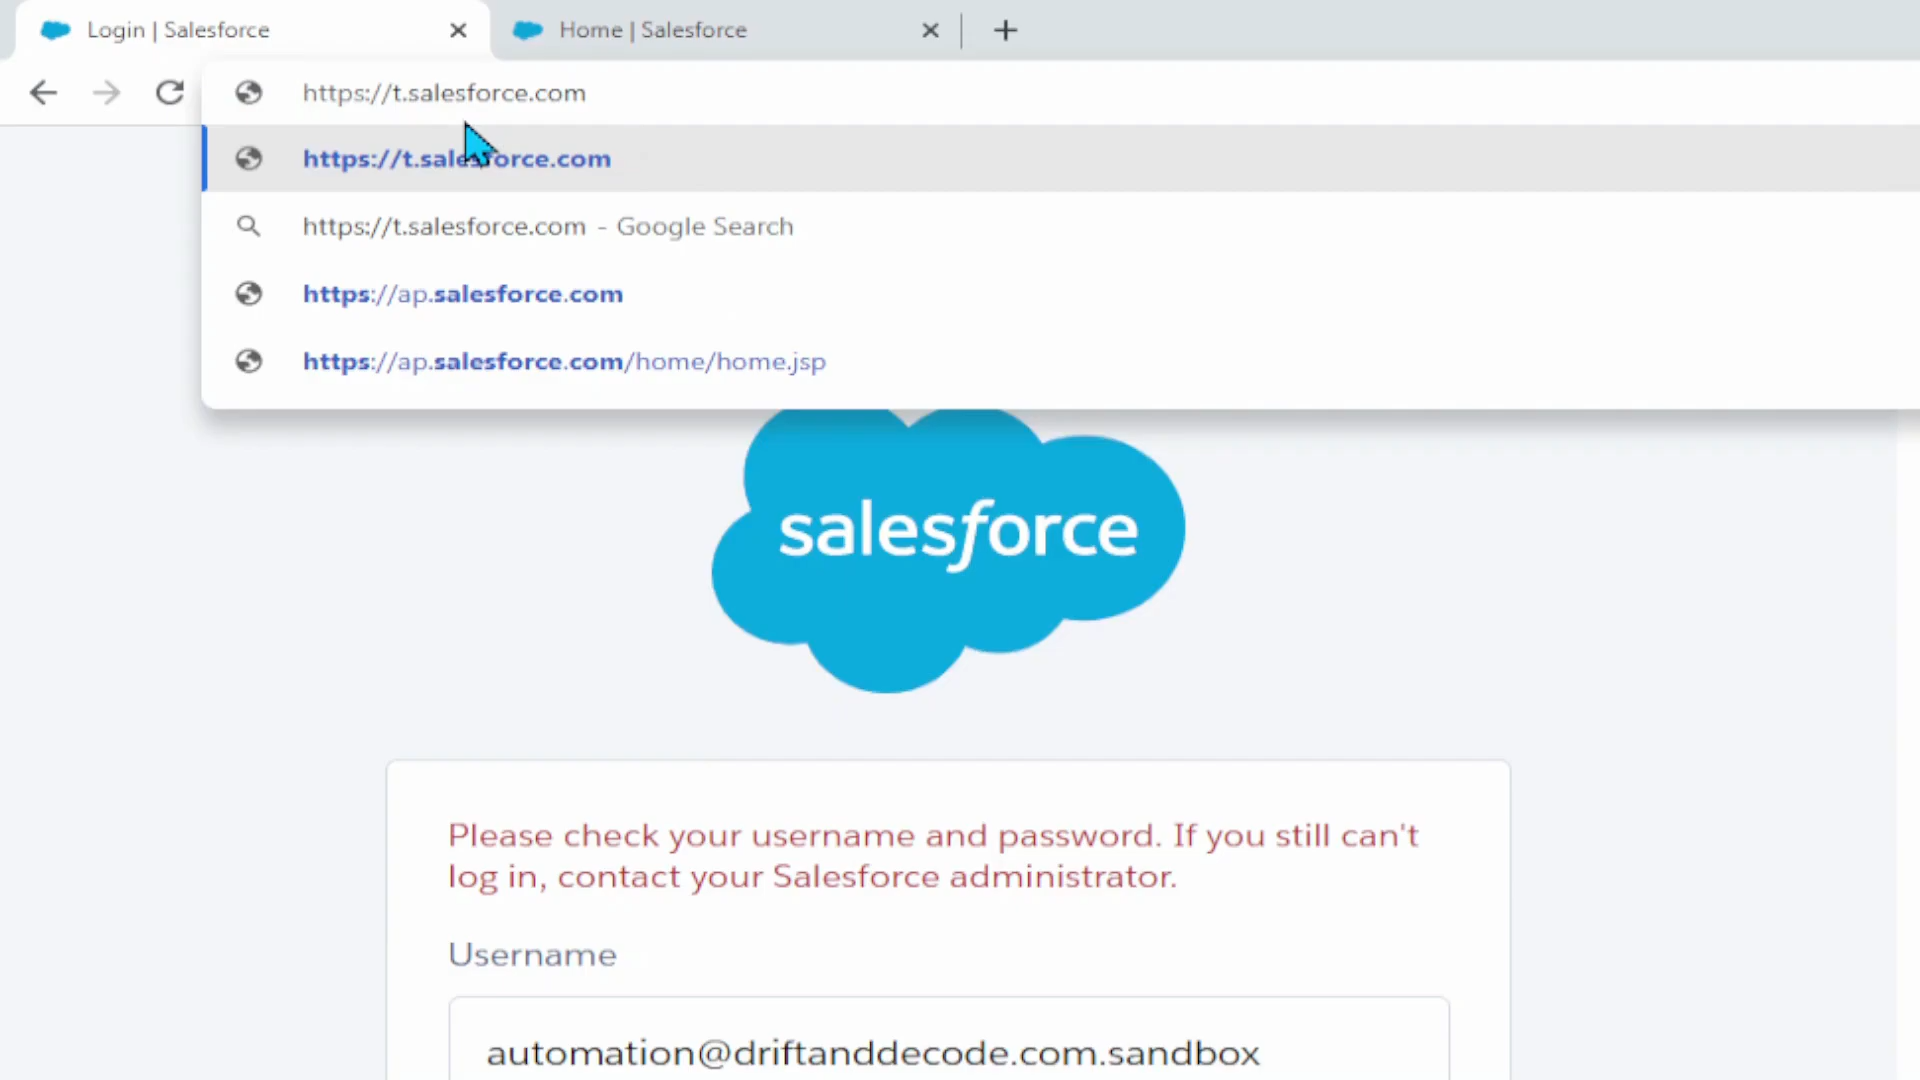 Login | Salesforce
Home | Salesforce
https://t.salesforce.com
https://t.salesforce.com
https://t.salesforce.com - Google Search
https://ap.salesforce.com
https://ap.salesforce.com/home/home.jsp
salesforce
Please check your username and password. If you still can't
log in, contact your Salesforce administrator.
Username
automation@driftanddecode.com.sandbox